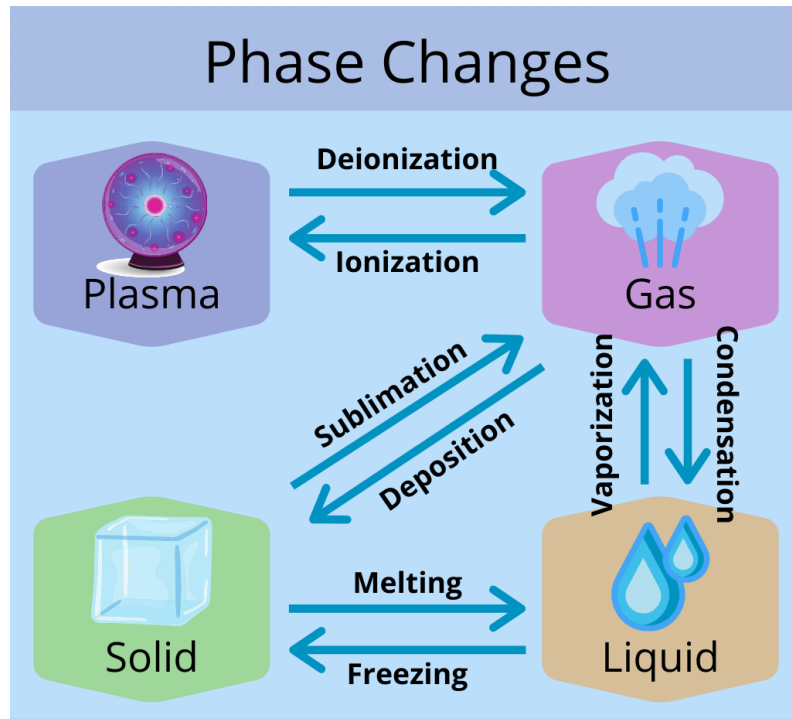 Phase Changes
Deionization
Plasma
Gas
Ionization
Sublimation
Deposition
Vaporization
Condensation
Melting
Solid
Liquid
Freezing